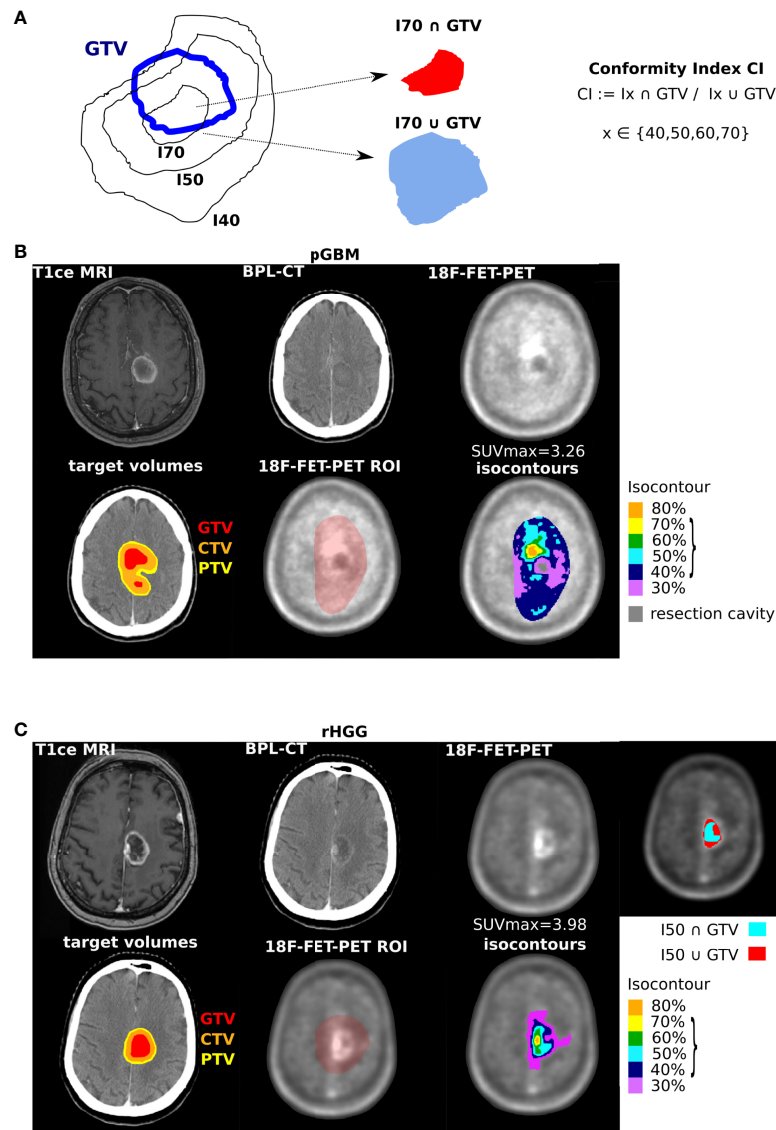 A
GTV
I70
I50
I40
I70 ∩ GTV
I70 ∪ GTV
Conformity Index CI
CI := Ix ∩ GTV / Ix ∪ GTV
x ∈ {40,50,60,70}
B
pGBM
T1ce MRI
BPL-CT
18F-FET-PET
SUVmax=3.26
target volumes
18F-FET-PET ROI
isocontours
GTV
CTV
PTV
Isocontour
80%
70%
60%
50%
40%
30%
resection cavity
C
rHGG
T1ce MRI
BPL-CT
18F-FET-PET
SUVmax=3.98
target volumes
18F-FET-PET ROI
isocontours
I50 ∩ GTV
I50 ∪ GTV
GTV
CTV
PTV
Isocontour
80%
70%
60%
50%
40%
30%